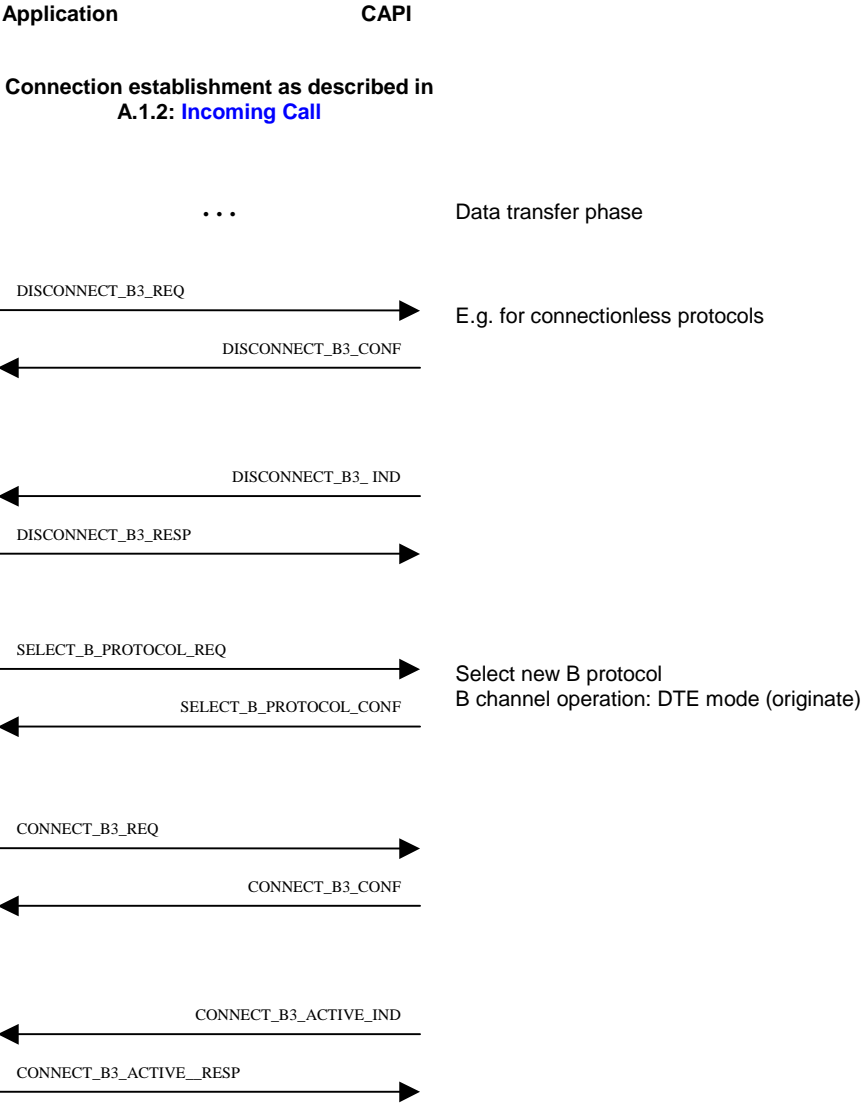 Application CAPI
Connection establishment as described in
A.1.2: Incoming Call
... Data transfer phase
DISCONNECT_B3_REQ
E.g. for connectionless protocols
DISCONNECT_B3_CONF
DISCONNECT_B3_ IND
DISCONNECT_B3_RESP
SELECT_B_PROTOCOL_REQ
Select new B protocol
B channel operation: DTE mode (originate)
SELECT_B_PROTOCOL_CONF
CONNECT_B3_REQ
CONNECT_B3_CONF
CONNECT_B3_ACTIVE_IND
CONNECT_B3_ACTIVE__RESP